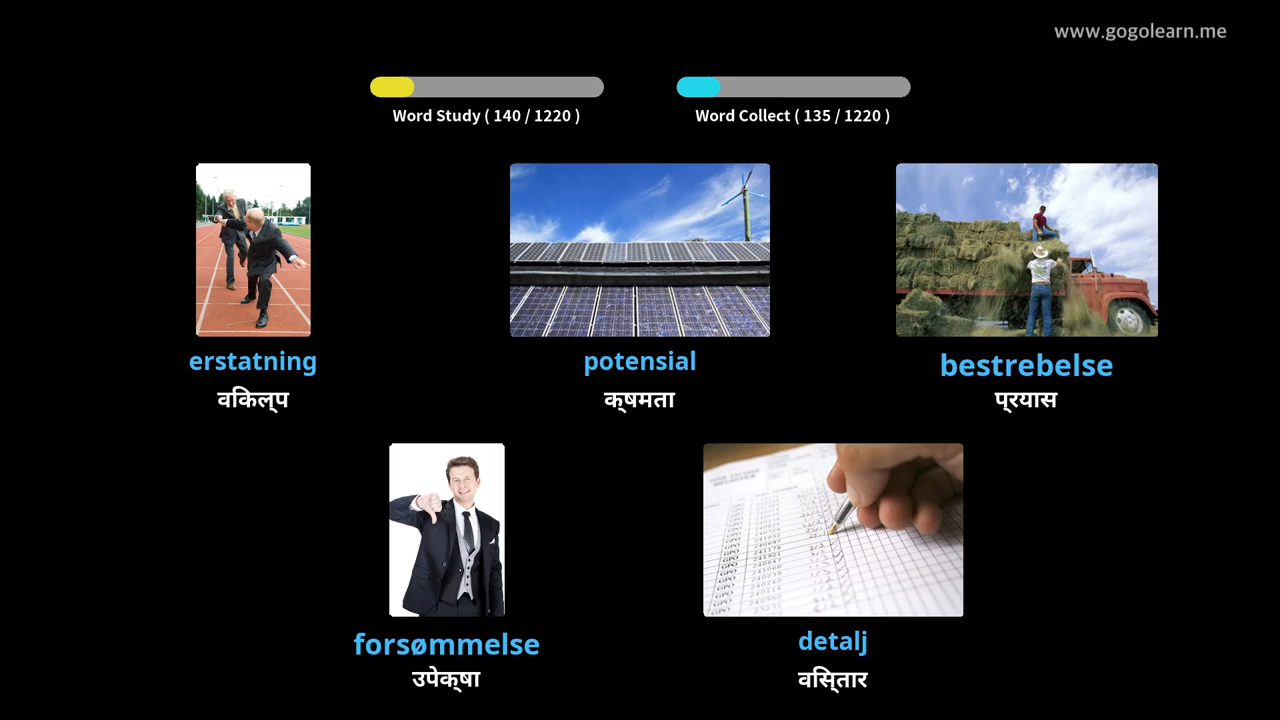 www.gogolearn.me
Word Study ( 140 / 1220 )
Word Collect ( 135 / 1220 )
erstatning
potensial
bestrebelse
वकिल्प
क्षमता
प्रयास
forsømmelse
detalj
उपेक्षा
वसि्तार